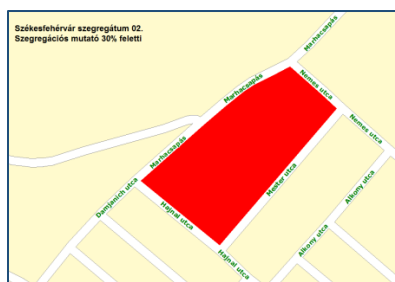 Székesfehérvár szegregátum 02.
Szegregációs mutató 30% feletti
Marhacsapás
Marhacsapás
Nemes utca
Nemes utca
Marhacsapás
Mester utca
Damjanich utca
Hajnal utca
Alkony utca
Hajnal utca
Alkony utca